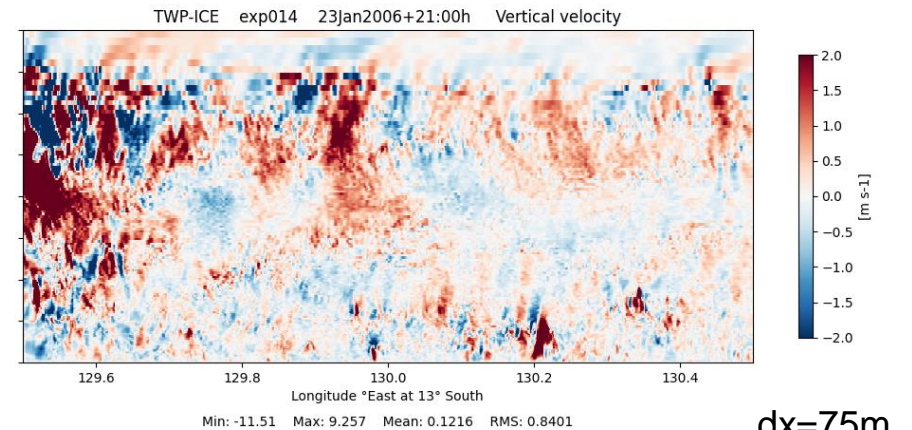 TWP-ICE exp014 23Jan2006+21:00h Vertical velocity
2.0
1.5
1.0
0.5
0.0
−0.5
−1.0
−1.5
−2.0
[m s-1]
129.6 129.8 130.0 130.2 130.4
Longitude °East at 13° South
Min: -11.51 Max: 9.257 Mean: 0.1216 RMS: 0.8401
dx=75m